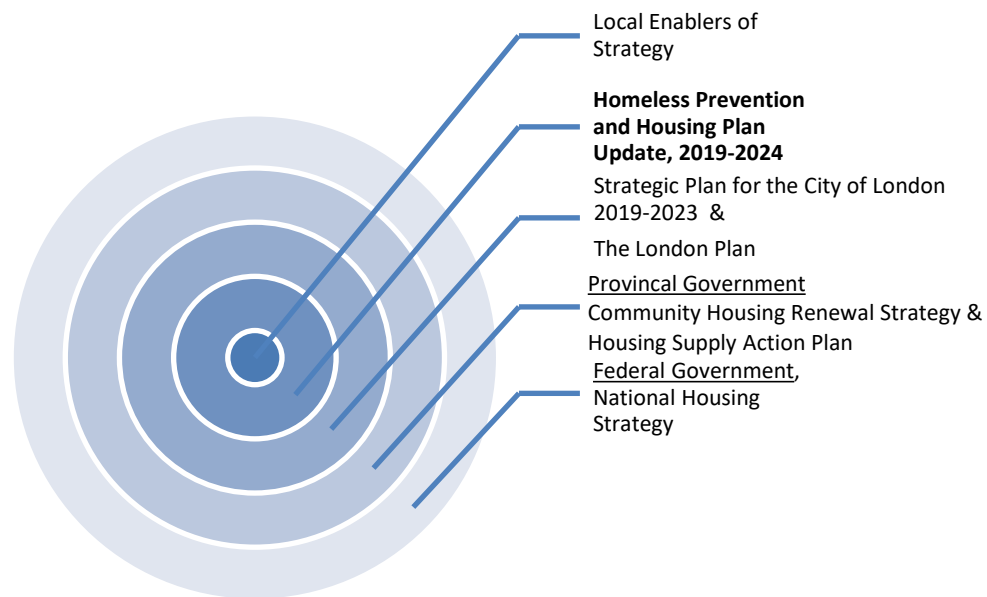 Local Enablers of
Strategy
Homeless Prevention
and Housing Plan
Update, 2019-2024
Strategic Plan for the City of London
2019-2023 &
The London Plan
Provincal Government
Community Housing Renewal Strategy &
Housing Supply Action Plan
Federal Government,
National Housing
Strategy